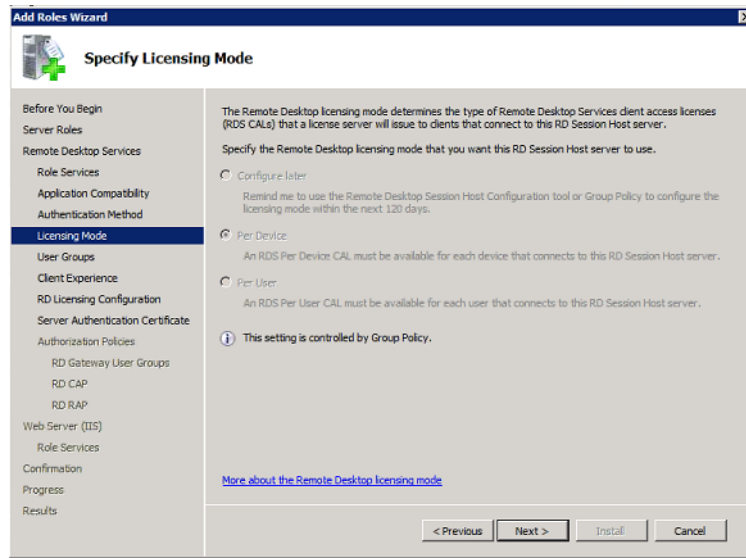 Add Roles Wizard
Specify Licensing Mode
Before You Begin
Server Roles
Remote Desktop Services
Role Services
Application Compatibility
Authentication Method
Licensing Mode
User Groups
Client Experience
RD Licensing Configuration
Server Authentication Certificate
Authorization Policies
RD Gateway User Groups
RD CAP
RD RAP
Web Server (IIS)
Role Services
Confirmation
Progress
Results
The Remote Desktop licensing mode determines the type of Remote Desktop Services client access licenses
(RDS CALs) that a license server will issue to clients that connect to this RD Session Host server.
Specify the Remote Desktop licensing mode that you want this RD Session Host server to use.
Configure later
Remind me to use the Remote Desktop Session Host Configuration tool or Group Policy to configure the
licensing mode within the next 120 days.
Per Device
An RDS Per Device CAL must be available for each device that connects to this RD Session Host server.
Per User
An RDS Per User CAL must be available for each user that connects to this RD Session Host server.
This setting is controlled by Group Policy.
More about the Remote Desktop licensing mode
< Previous
Next >
Install
Cancel